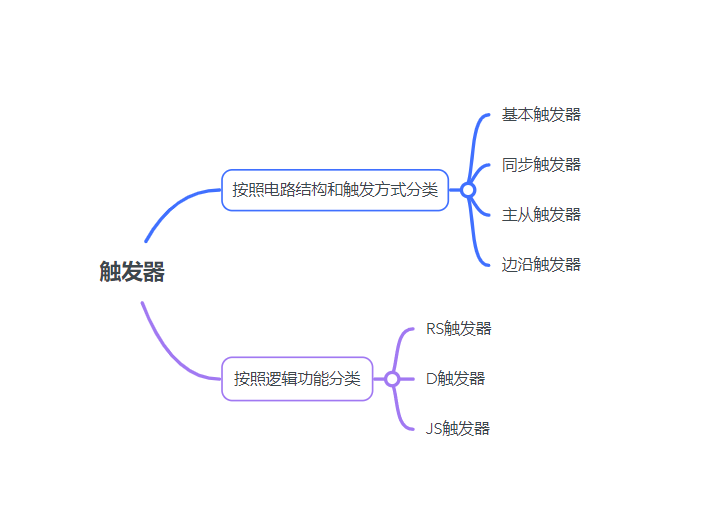 触发器
按照电路结构和触发方式分类
基本触发器
同步触发器
主从触发器
边沿触发器
按照逻辑功能分类
RS触发器
D触发器
JS触发器